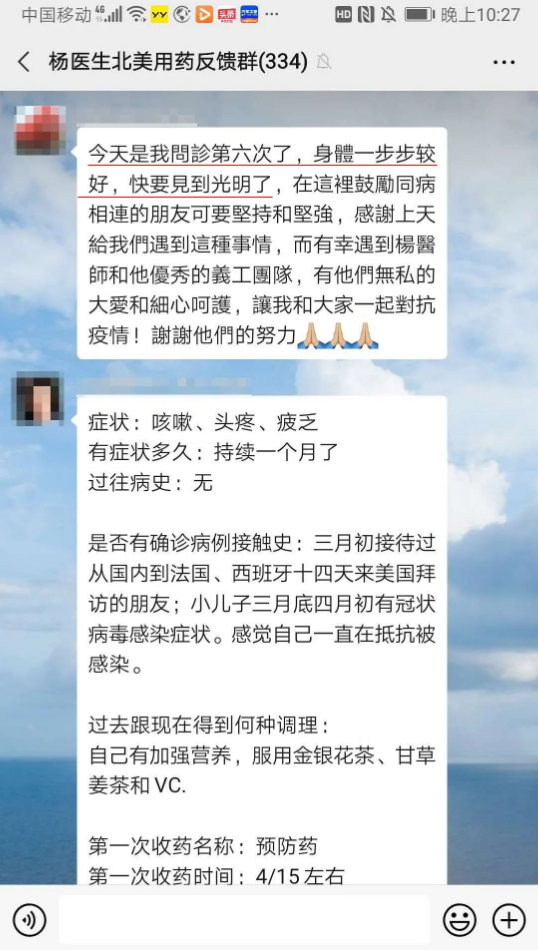 中国移动 4G YY 头条 HD 晚上10:27
杨医生北美用药反馈群(334)
今天是我問診第六次了，身體一步步较
好，快要見到光明了，在這裡鼓勵同病
相連的朋友可要堅持和堅強，感謝上天
給我們遇到這種事情，而有幸遇到楊醫
師和他優秀的義工團隊，有他們無私的
大愛和細心呵護，讓我和大家一起對抗
疫情！謝謝他們的努力🙏🙏🙏
症状：咳嗽、头疼、疲乏
有症状多久：持续一个月了
过往病史：无
是否有确诊病例接触史：三月初接待过
从国内到法国、西班牙十四天来美国拜
访的朋友；小儿子三月底四月初有冠状
病毒感染症状。感觉自己一直在抵抗被
感染。
过去跟现在得到何种调理：
自己有加强营养，服用金银花茶、甘草
姜茶和 VC.
第一次收药名称：预防药
第一次收药时间：4/15 左右